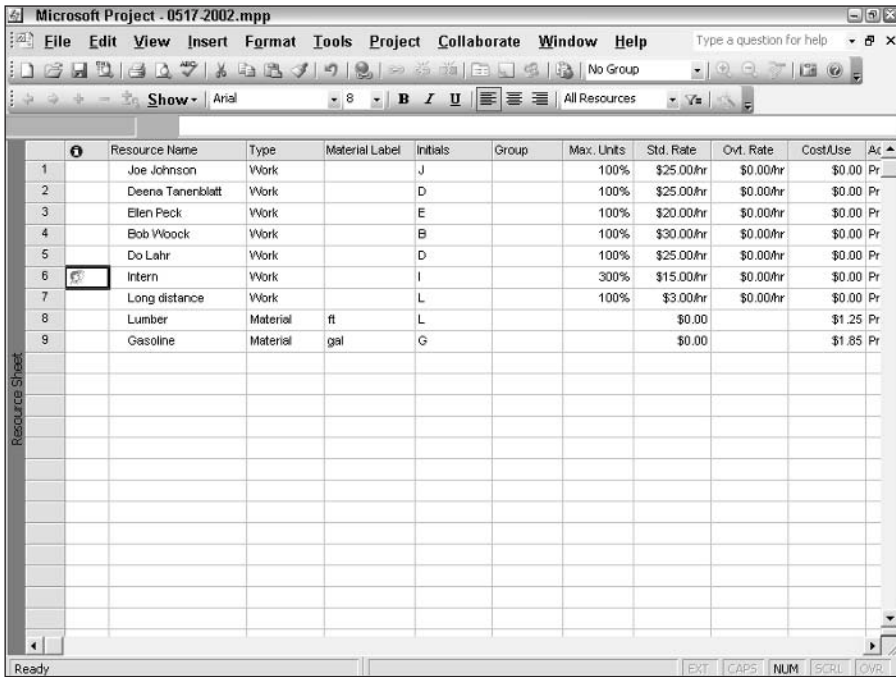 Microsoft Project - 0517-2002.mpp
File Edit View Insert Format Tools Project Collaborate Window Help Type a question for help
No Group
Show Arial 8 B I U All Resources
Resource Name Type Material Label Initials Group Max. Units Std. Rate Ovt. Rate Cost/Use Ac
1 Joe Johnson Work J 100% $25.00/hr $0.00/hr $0.00 Pr
2 Deena Tanenblatt Work D 100% $25.00/hr $0.00/hr $0.00 Pr
3 Ellen Peck Work E 100% $20.00/hr $0.00/hr $0.00 Pr
4 Bob Woock Work B 100% $30.00/hr $0.00/hr $0.00 Pr
5 Do Lahr Work D 100% $25.00/hr $0.00/hr $0.00 Pr
6 Intern Work I 300% $15.00/hr $0.00/hr $0.00 Pr
7 Long distance Work L 100% $3.00/hr $0.00/hr $0.00 Pr
8 Lumber Material ft L $0.00 $1.25 Pr
9 Gasoline Material gal G $0.00 $1.85 Pr
Resource Sheet
Ready EXT CAPS NUM SCRL OVR